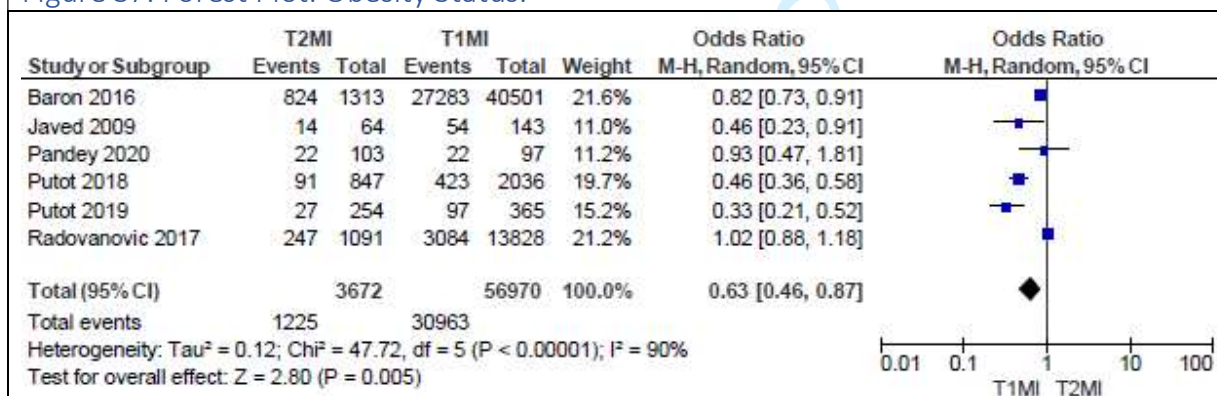 Figure S7: Forest Plot: Obesity Status.
T2MI T1MI Odds Ratio Odds Ratio
Study or Subgroup Events Total Events Total Weight M-H, Random, 95% CI M-H, Random, 95% CI
Baron 2016 824 1313 27283 40501 21.6% 0.82 [0.73, 0.91]
Javed 2009 14 64 54 143 11.0% 0.46 [0.23, 0.91]
Pandey 2020 22 103 22 97 11.2% 0.93 [0.47, 1.81]
Putot 2018 91 847 423 2036 19.7% 0.46 [0.36, 0.58]
Putot 2019 27 254 97 365 15.2% 0.33 [0.21, 0.52]
Radovanovic 2017 247 1091 3084 13828 21.2% 1.02 [0.88, 1.18]
Total (95% CI) 3672 56970 100.0% 0.63 [0.46, 0.87]
Total events 1225 30963
Heterogeneity: Tau² = 0.12; Chi² = 47.72, df = 5 (P < 0.00001); I² = 90%
Test for overall effect: Z = 2.80 (P = 0.005)
0.01 0.1 1 10 100
T1MI T2MI